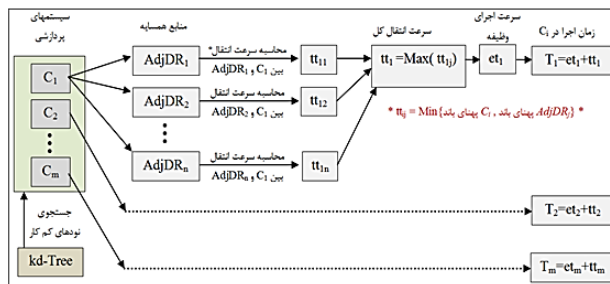 سیستمهای پردازشی
منابع همسایه
سرعت انتقال کل
سرعت اجرای وظیفه
زمان اجرا در Cᵢ
C₁
C₂
Cₘ
AdjDR₁
محاسبه سرعت انتقال*
بین C₁ و AdjDR₁
tt₁₁
AdjDR₂
محاسبه سرعت انتقال
بین C₁ و AdjDR₂
tt₁₂
AdjDRₙ
محاسبه سرعت انتقال
بین C₁ و AdjDRₙ
tt₁ₙ
tt₁ =Max( tt₁ⱼ)
et₁
T₁=et₁+tt₁
* ttᵢⱼ = Min{پهنای باند Cᵢ , پهنای باند AdjDRⱼ} *
T₂=et₂+tt₂
Tₘ=etₘ+ttₘ
جستجوی
نودهای کم کار
kd-Tree